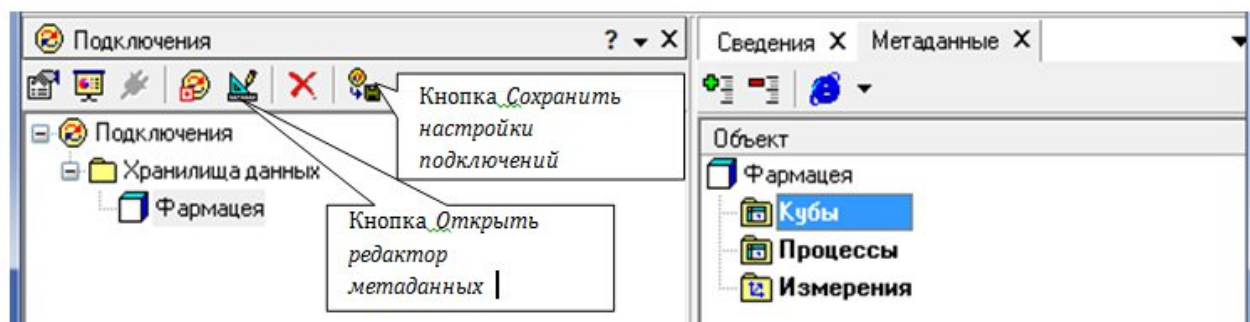 Подключения
Сведения
Метаданные
Подключения
Хранилища данных
Фармацея
Кнопка Сохранить
настройки
подключений
Кнопка Открыть
редактор
метаданных
Объект
Фармацея
Кубы
Процессы
Измерения